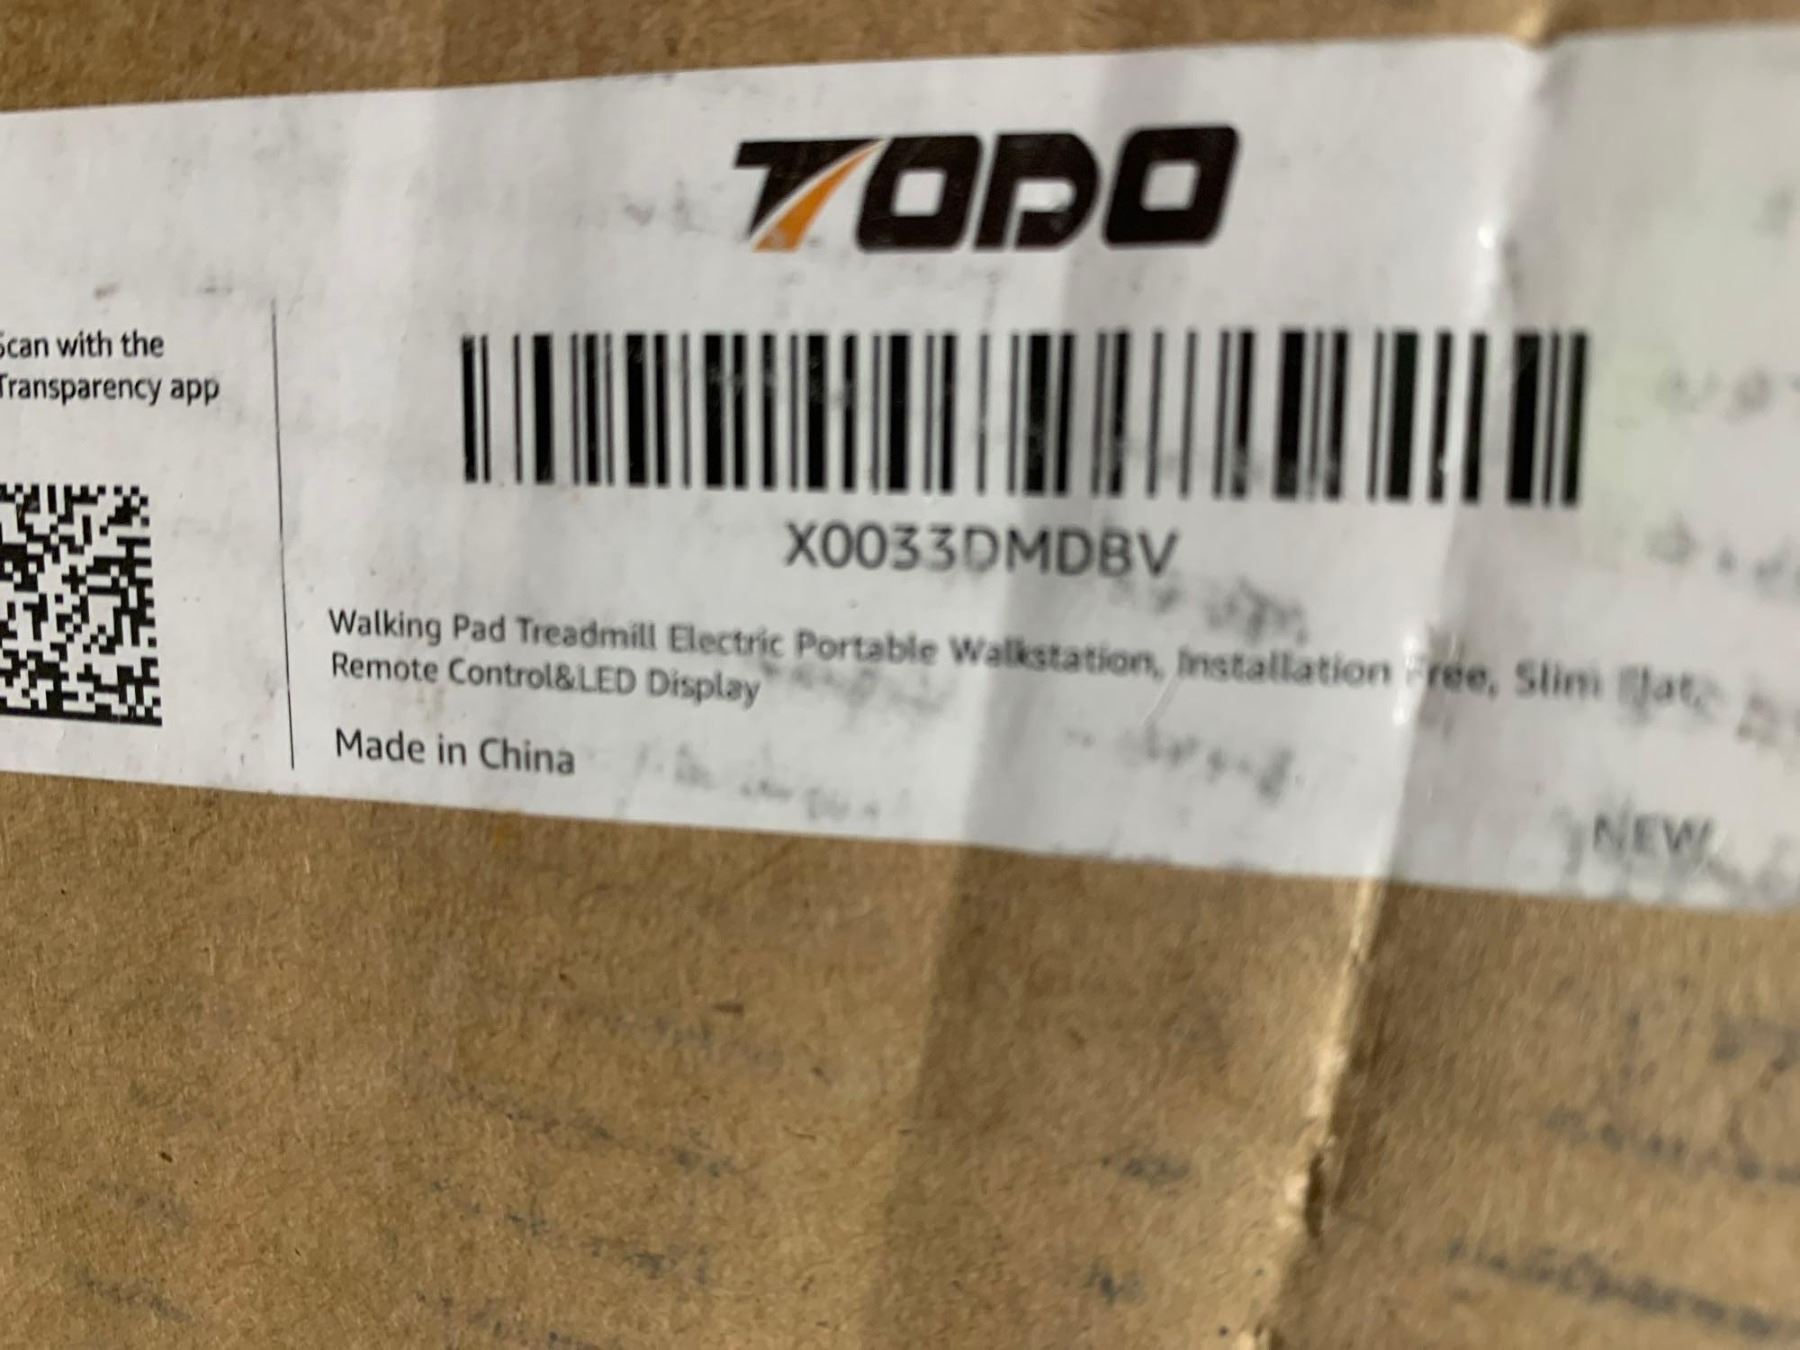 TODO
Scan with the
Transparency app
X0033DMDBV
Walking Pad Treadmill Electric Portable Walkstation, Installation Free, Slim Flat,
Remote Control&LED Display
Made in China
NEW